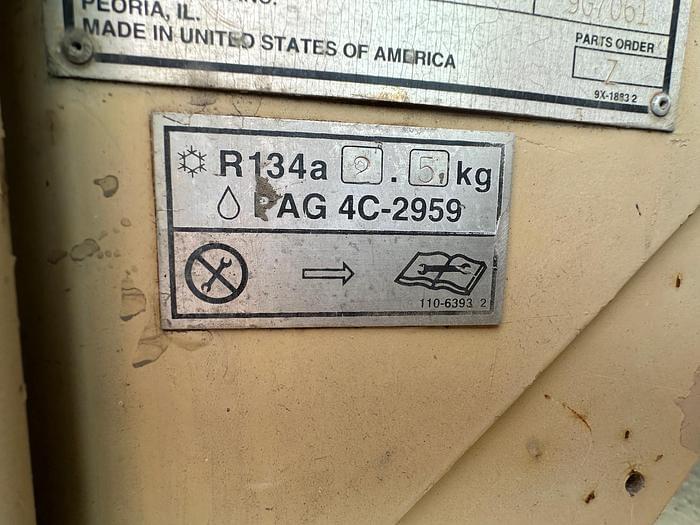 PEORIA, IL.
MADE IN UNITED STATES OF AMERICA
PARTS ORDER
Z
9X-1883 2
R134a 2.5 kg
PAG 4C-2959
110-6393 2